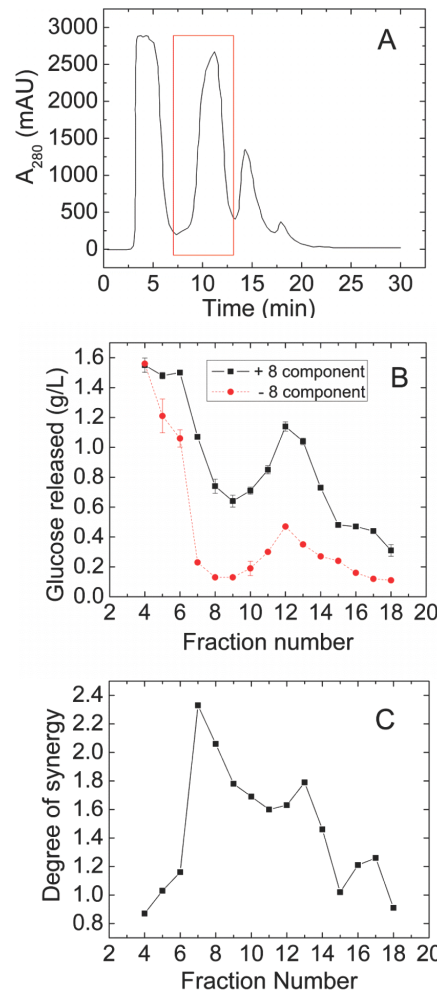 A
3000
2500
2000
1500
1000
500
0
A280 (mAU)
0 5 10 15 20 25 30
Time (min)
B
+ 8 component
- 8 component
1.6
1.4
1.2
1.0
0.8
0.6
0.4
0.2
0.0
Glucose released (g/L)
2 4 6 8 10 12 14 16 18 20
Fraction number
C
2.4
2.2
2.0
1.8
1.6
1.4
1.2
1.0
0.8
Degree of synergy
2 4 6 8 10 12 14 16 18 20
Fraction Number